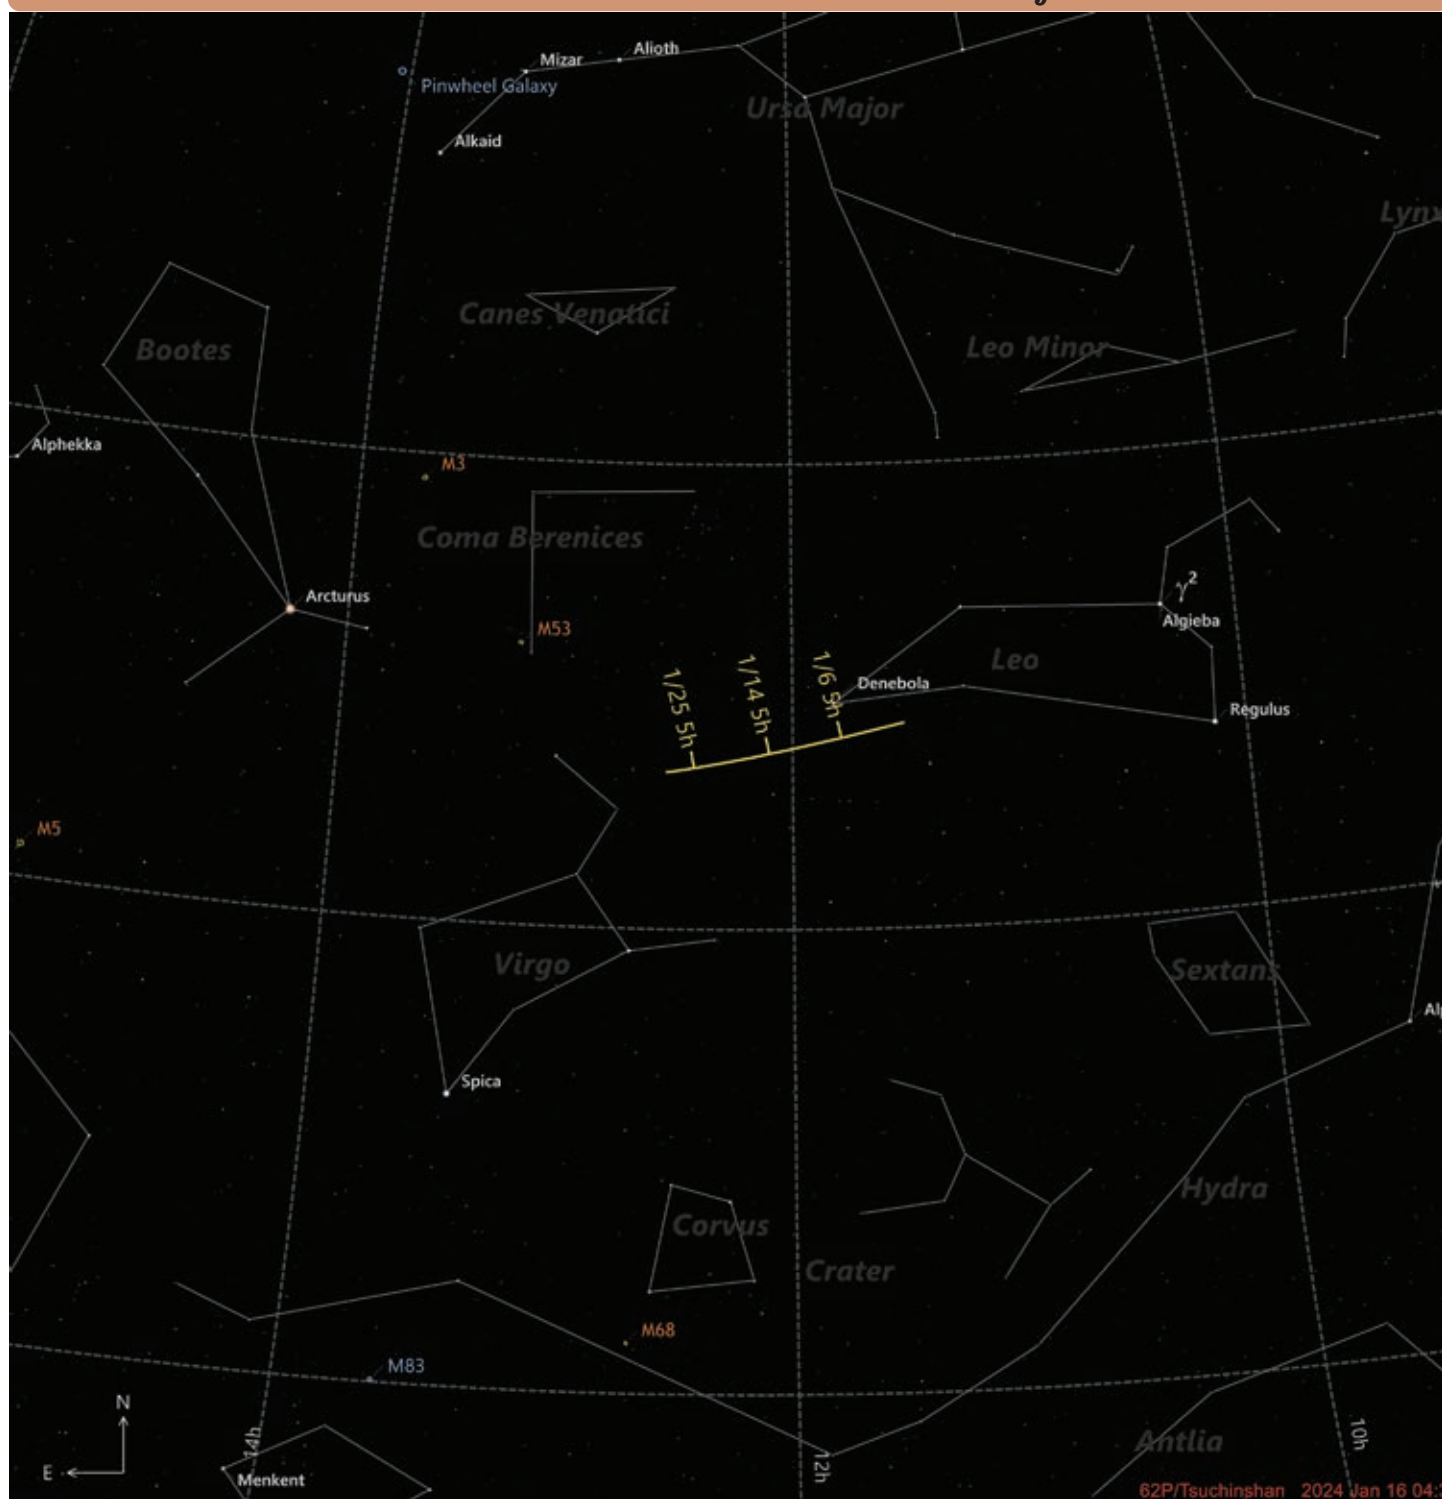 Mizar
Alioth
Pinwheel Galaxy
Ursa Major
Alkaid
Lynx
Canes Venatici
Bootes
Leo Minor
Alphekka
M3
Coma Berenices
γ²
Arcturus
Algieba
M53
Leo
1/25 5h
1/14 5h
1/6 5h
Denebola
Regulus
M5
Virgo
Sextans
Spica
Hydra
Corvus
Crater
M68
M83
N
E
14h
12h
10h
Antlia
Menkent
62P/Tsuchinshan 2024 Jan 16